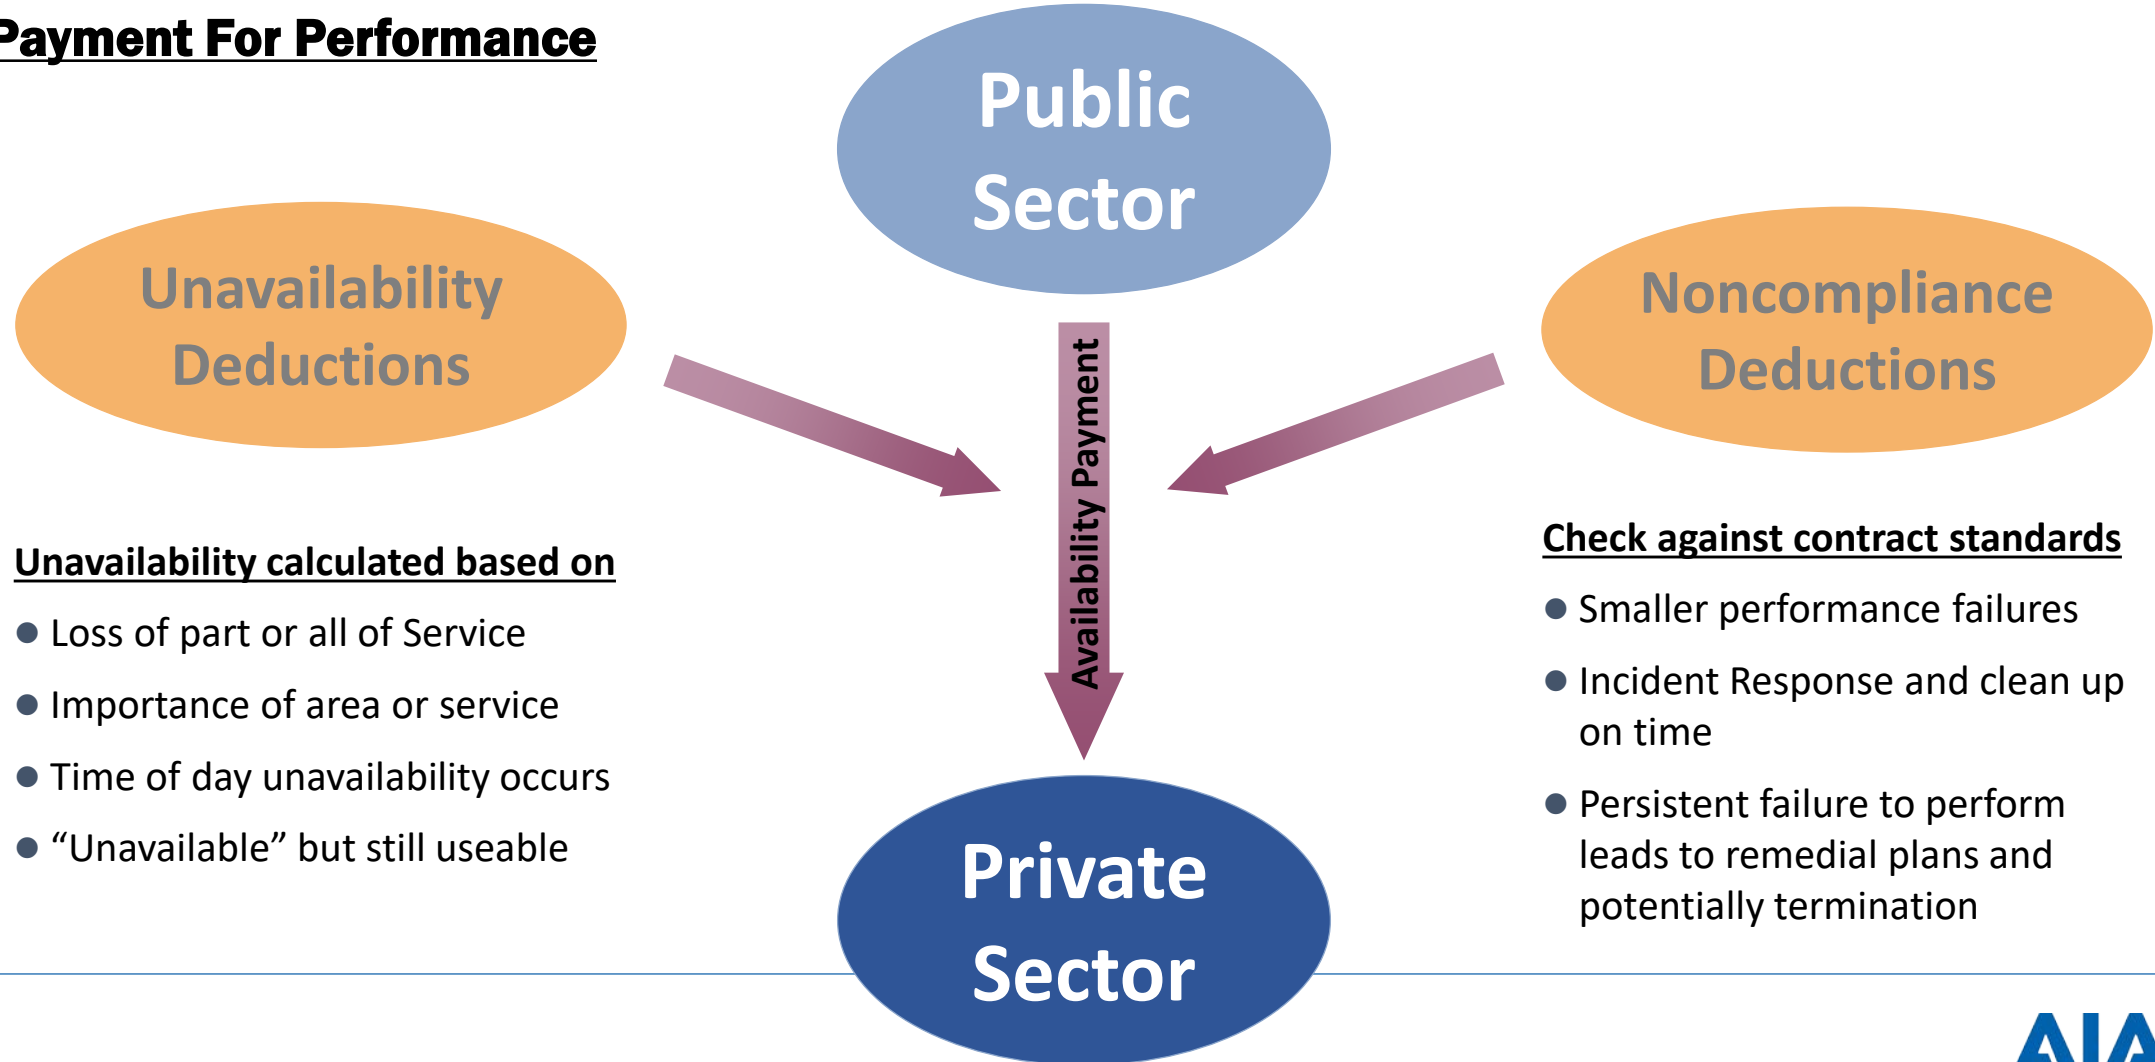 Payment For Performance
Public
Sector
Unavailability
Deductions
Noncompliance
Deductions
Availability Payment
Unavailability calculated based on
● Loss of part or all of Service
● Importance of area or service
● Time of day unavailability occurs
● “Unavailable” but still useable
Check against contract standards
● Smaller performance failures
● Incident Response and clean up
on time
● Persistent failure to perform
leads to remedial plans and
potentially termination
Private
Sector
AIA